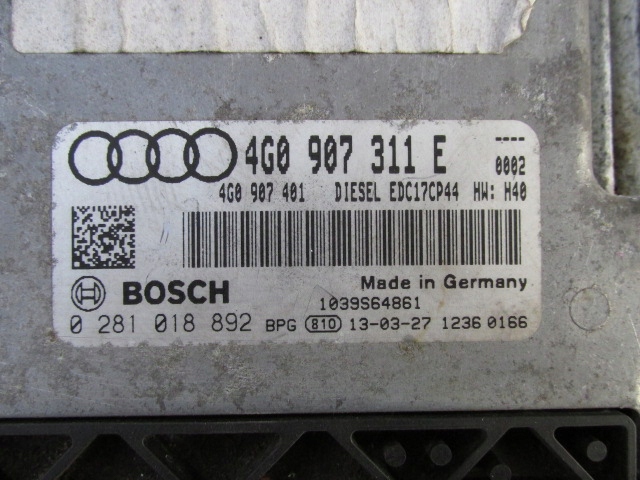 4G0 907 311 E ----
0002
4G0 907 401 DIESEL EDC17CP44 HW: H40
BOSCH
Made in Germany
1039S64861
0 281 018 892 BPG 810 13-03-27 1236 0166